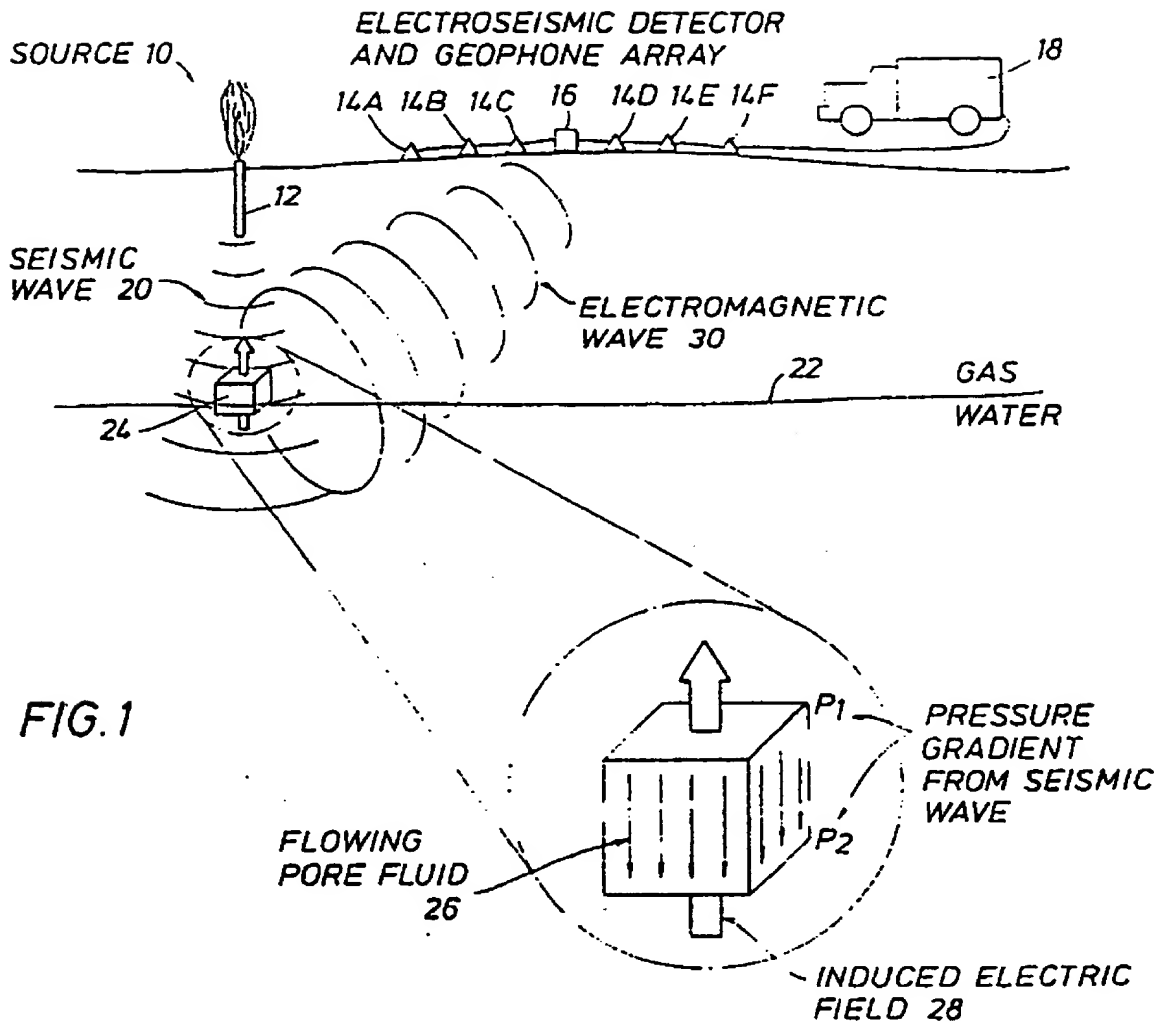 ELECTROSEISMIC DETECTOR
AND GEOPHONE ARRAY
SOURCE 10
18
14A 14B 14C 16 14D 14E 14F
12
SEISMIC
WAVE 20
ELECTROMAGNETIC
WAVE 30
22
GAS
WATER
24
FIG.1
P1
P2
PRESSURE
GRADIENT
FROM SEISMIC
WAVE
FLOWING
PORE FLUID
26
INDUCED ELECTRIC
FIELD 28